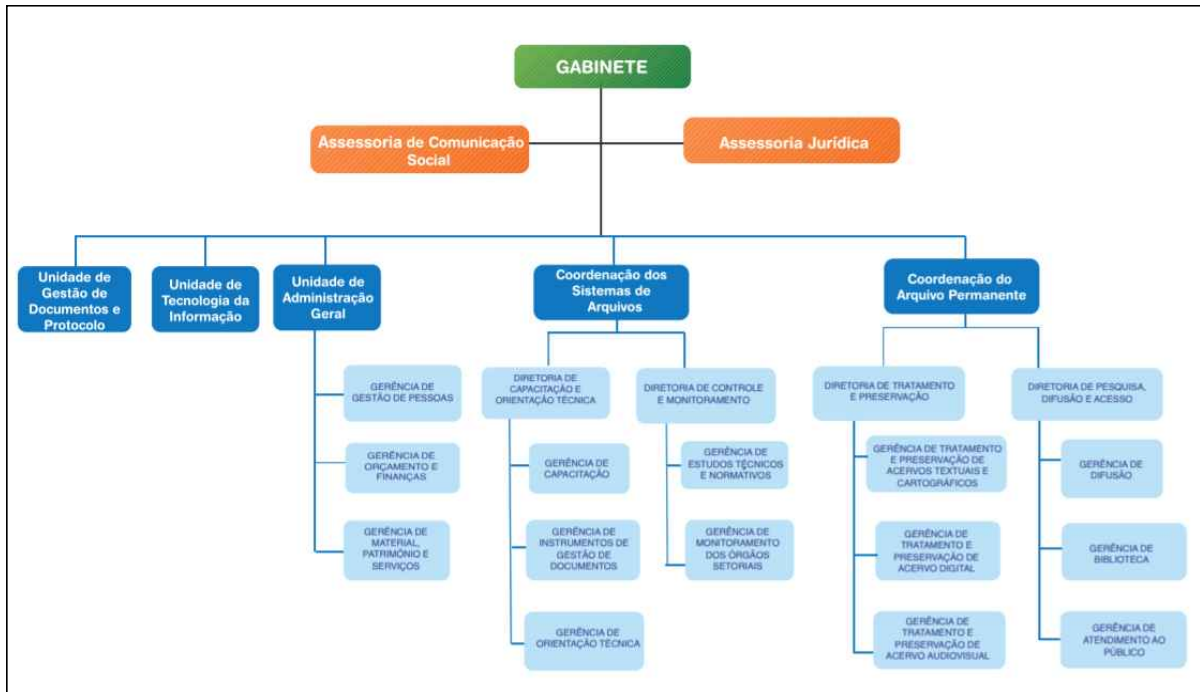 GABINETE
Assessoria de Comunicação
Social
Assessoria Jurídica
Unidade de
Gestão de
Documentos e
Protocolo
Unidade de
Tecnologia da
Informação
Unidade de
Administração
Geral
Coordenação dos
Sistemas de
Arquivos
Coordenação do
Arquivo Permanente
GERÊNCIA DE
GESTÃO DE PESSOAS
GERÊNCIA DE
ORÇAMENTO E
FINANÇAS
GERÊNCIA DE
MATERIAL,
PATRIMÔNIO E
SERVIÇOS
DIRETORIA DE
CAPACITAÇÃO E
ORIENTAÇÃO TÉCNICA
GERÊNCIA DE
CAPACITAÇÃO
GERÊNCIA DE
INSTRUMENTOS DE
GESTÃO DE
DOCUMENTOS
GERÊNCIA DE
ORIENTAÇÃO TÉCNICA
DIRETORIA DE CONTROLE
E MONITORAMENTO
GERÊNCIA DE
ESTUDOS TÉCNICOS
E NORMATIVOS
GERÊNCIA DE
MONITORAMENTO
DOS ÓRGÃOS
SETORIAIS
DIRETORIA DE TRATAMENTO
E PRESERVAÇÃO
GERÊNCIA DE TRATAMENTO
E PRESERVAÇÃO DE
ACERVOS TEXTUAIS E
CARTOGRÁFICOS
GERÊNCIA DE
TRATAMENTO E
PRESERVAÇÃO DE
ACERVO DIGITAL
GERÊNCIA DE
TRATAMENTO E
PRESERVAÇÃO DE
ACERVO AUDIOVISUAL
DIRETORIA DE PESQUISA,
DIFUSÃO E ACESSO
GERÊNCIA DE
DIFUSÃO
GERÊNCIA DE
BIBLIOTECA
GERÊNCIA DE
ATENDIMENTO AO
PÚBLICO